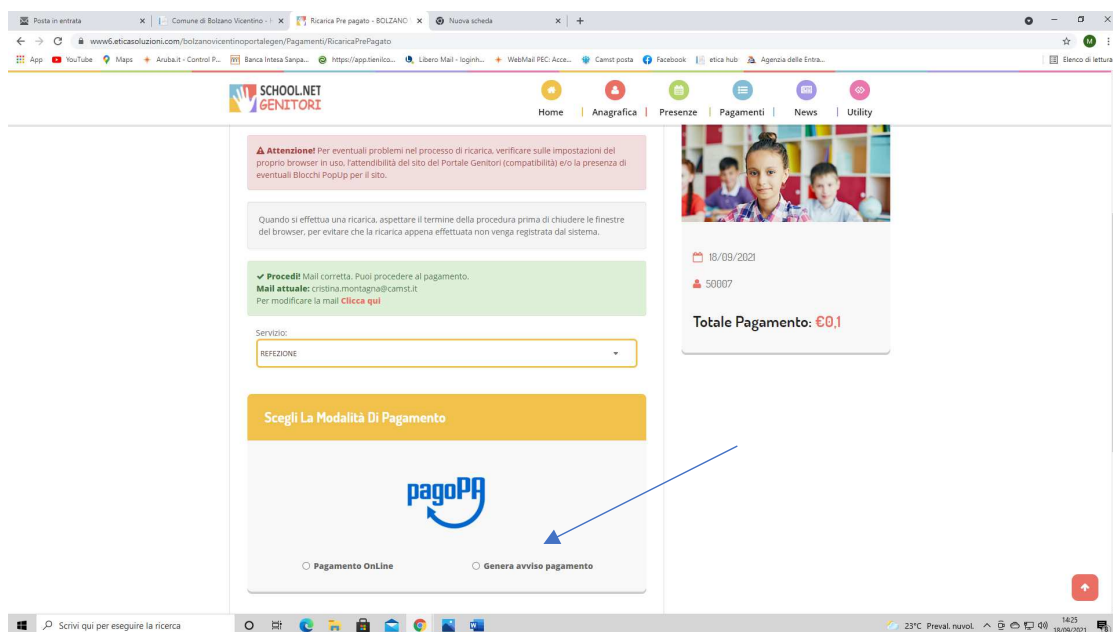 Posta in entrata
Comune di Bolzano Vicentino - H
Ricarica Pre pagato - BOLZANO
Nuova scheda
www6.eticasoluzioni.com/bolzanovicentinoportalegen/Pagamenti/RicaricaPrePagato
App YouTube Maps Aruba.it - Control P... Banca Intesa Sanpa... https://app.tienilco... Libero Mail - loginh... WebMail PEC: Acce... Camst posta Facebook etica hub Agenzia delle Entra... Elenco di lettura
SCHOOL.NET
GENITORI
Home Anagrafica Presenze Pagamenti News Utility
Attenzione! Per eventuali problemi nel processo di ricarica, verificare sulle impostazioni del
proprio browser in uso, l'attendibilità del sito del Portale Genitori (compatibilità) e/o la presenza di
eventuali Blocchi PopUp per il sito.
Quando si effettua una ricarica, aspettare il termine della procedura prima di chiudere le finestre
del browser, per evitare che la ricarica appena effettuata non venga registrata dal sistema.
Procedi! Mail corretta. Puoi procedere al pagamento.
Mail attuale: cristina.montagna@camst.it
Per modificare la mail Clicca qui
Servizio:
REFEZIONE
18/09/2021
50007
Totale Pagamento: €0,1
Scegli La Modalità Di Pagamento
pagoPA
Pagamento OnLine Genera avviso pagamento
Scrivi qui per eseguire la ricerca
23°C Preval. nuvol.
14:25
18/09/2021